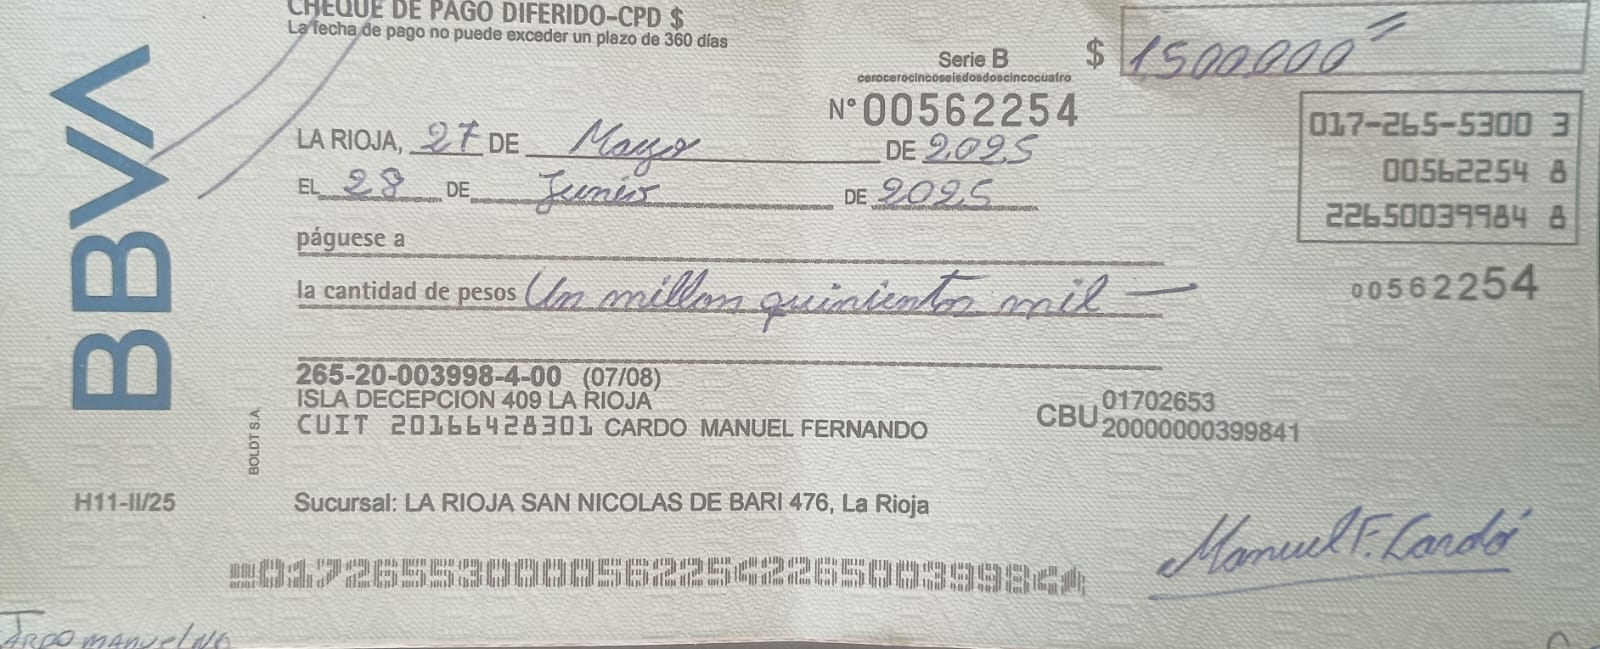 CHEQUE DE PAGO DIFERIDO-CPD $ 1.500.000=
La fecha de pago no puede exceder un plazo de 360 días
BBVA
Serie B
cerocerocincoseisdosdoscincocuatro
N° 00562254
017-265-5300 3
00562254 8
22650039984 8
LA RIOJA, 27 DE Mayo DE 2025
EL 28 DE Junio DE 2025
páguese a
la cantidad de pesos Un millon quinientos mil —
00562254
265-20-003998-4-00 (07/08)
ISLA DECEPCION 409 LA RIOJA
CUIT 20166428301 CARDO MANUEL FERNANDO
CBU 01702653
20000000399841
BOLDT S.A.
H11-II/25
Sucursal: LA RIOJA SAN NICOLAS DE BARI 476, La Rioja
Manuel F. Cardó
017265530000562254226500399848
manuel